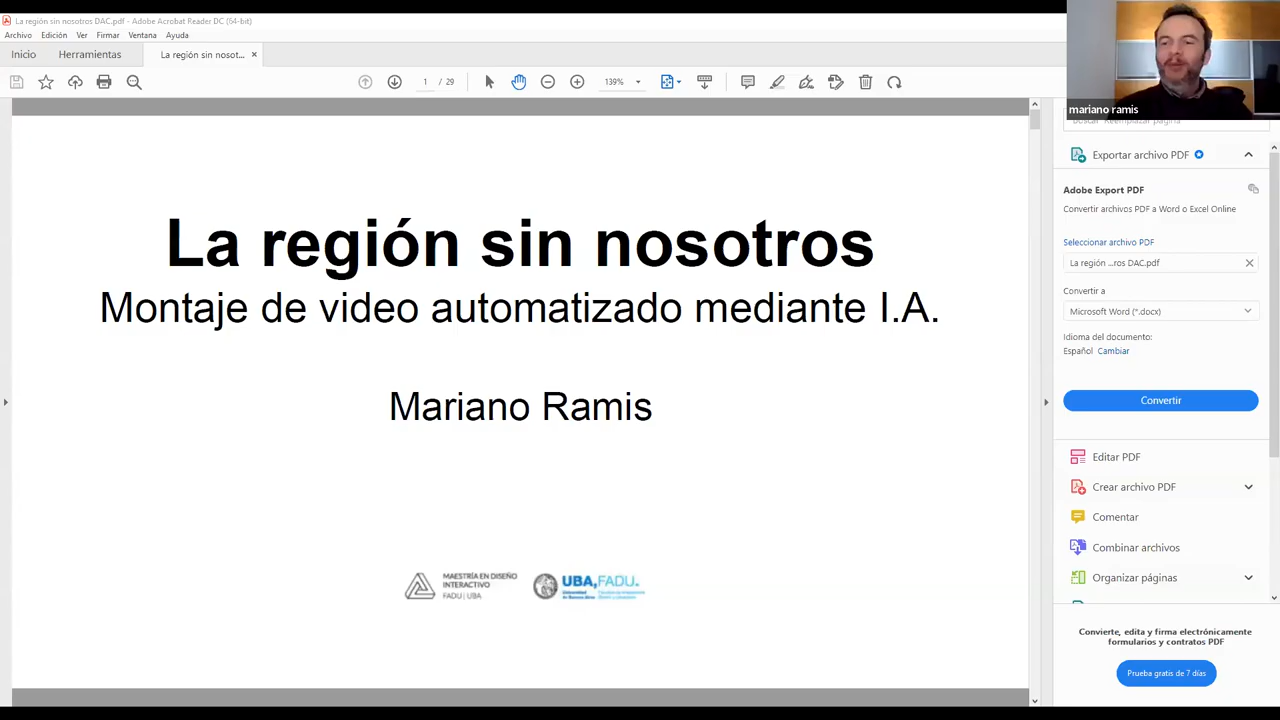 La región sin nosotros DAC.pdf - Adobe Acrobat Reader DC (64-bit)
Archivo Edición Ver Firmar Ventana Ayuda
Inicio Herramientas La región sin nosot... ×
1 / 29 139%
mariano ramis
La región sin nosotros
Montaje de video automatizado mediante I.A.
Mariano Ramis
MAESTRÍA EN DISEÑO
INTERACTIVO
FADU | UBA
UBA, FADU.
Exportar archivo PDF
Adobe Export PDF
Convertir archivos PDF a Word o Excel Online
Seleccionar archivo PDF
La región ...ros DAC.pdf
Convertir a
Microsoft Word (*.docx)
Idioma del documento:
Español Cambiar
Convertir
Editar PDF
Crear archivo PDF
Comentar
Combinar archivos
Organizar páginas
Convierte, edita y firma electrónicamente
formularios y contratos PDF
Prueba gratis de 7 días